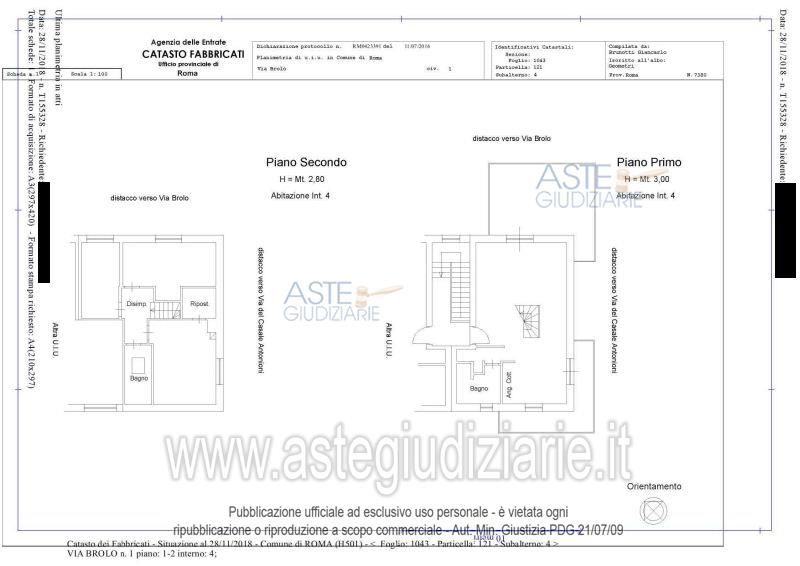 Agenzia delle Entrate
CATASTO FABBRICATI
Ufficio provinciale di
Roma
Dichiarazione protocollo n. RM0423391 del 11/07/2016
Planimetria di u.i.u. in Comune di Roma
Via Brolo civ. 1
Identificativi Catastali:
Sezione:
Foglio: 1043
Particella: 121
Subalterno: 4
Compilata da:
Brunotti Giancarlo
Iscritto all'albo:
Geometri
Prov. Roma N. 7380
Scheda n. 1 Scala 1: 100
Ultima planimetria in atti
Data: 28/11/2018 - n. T155328 - Richiedente:
Totale schede: 1 - Formato di acquisizione: A3(297x420) - Formato stampa richiesto: A4(210x297)
Data: 28/11/2018 - n. T155328 - Richiedente:
distacco verso Via Brolo
Piano Secondo
H = Mt. 2,80
Abitazione Int. 4
distacco verso Via Brolo
Piano Primo
H = Mt. 3,00
Abitazione Int. 4
ASTE
GIUDIZIARIE
ASTE
GIUDIZIARIE
distacco verso Via del Casale Antonioni
distacco verso Via del Casale Antonioni
Altra U.I.U.
Altra U.I.U.
Disimp.
Ripost.
Bagno
Bagno
Ang. Cott.
www.astegiudiziarie.it
Orientamento
Pubblicazione ufficiale ad esclusivo uso personale - è vietata ogni
ripubblicazione o riproduzione a scopo commerciale - Aut. Min. Giustizia PDG 21/07/09
10 metri
Catasto dei Fabbricati - Situazione al 28/11/2018 - Comune di ROMA (H501) - < Foglio: 1043 - Particella: 121 - Subalterno: 4 >
VIA BROLO n. 1 piano: 1-2 interno: 4;